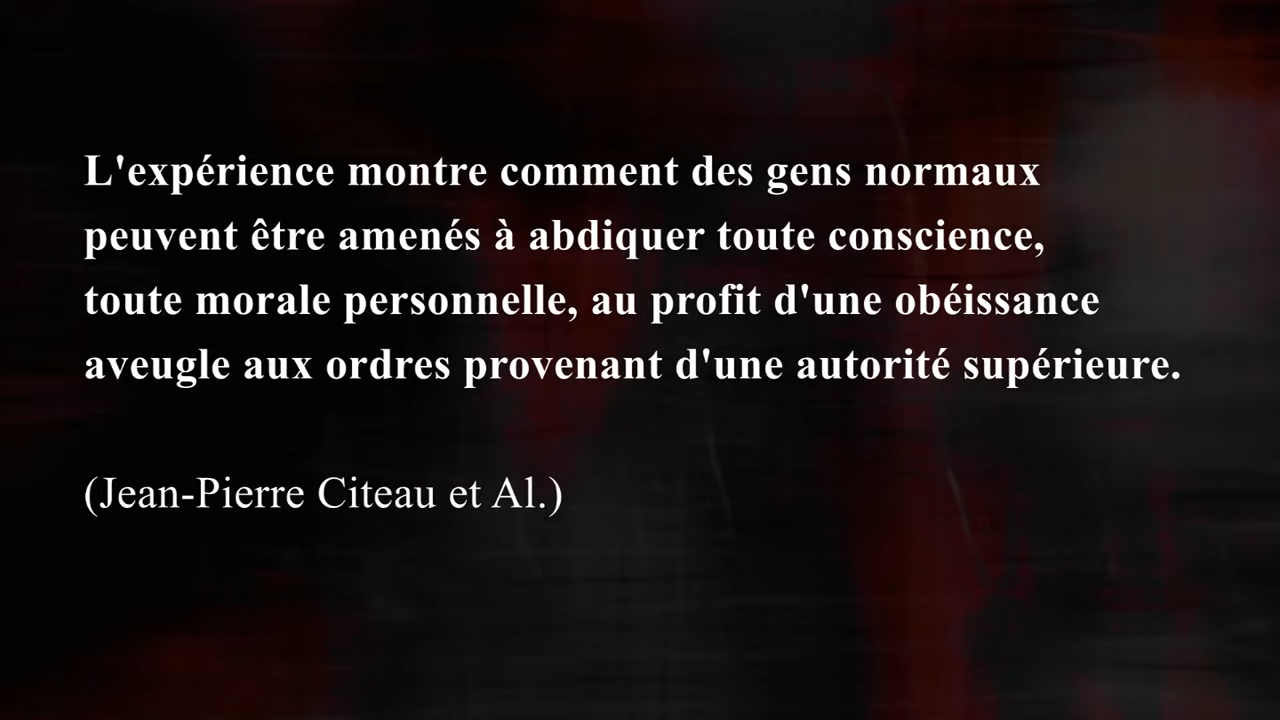 L'expérience montre comment des gens normaux
peuvent être amenés à abdiquer toute conscience,
toute morale personnelle, au profit d'une obéissance
aveugle aux ordres provenant d'une autorité supérieure.
(Jean-Pierre Citeau et Al.)